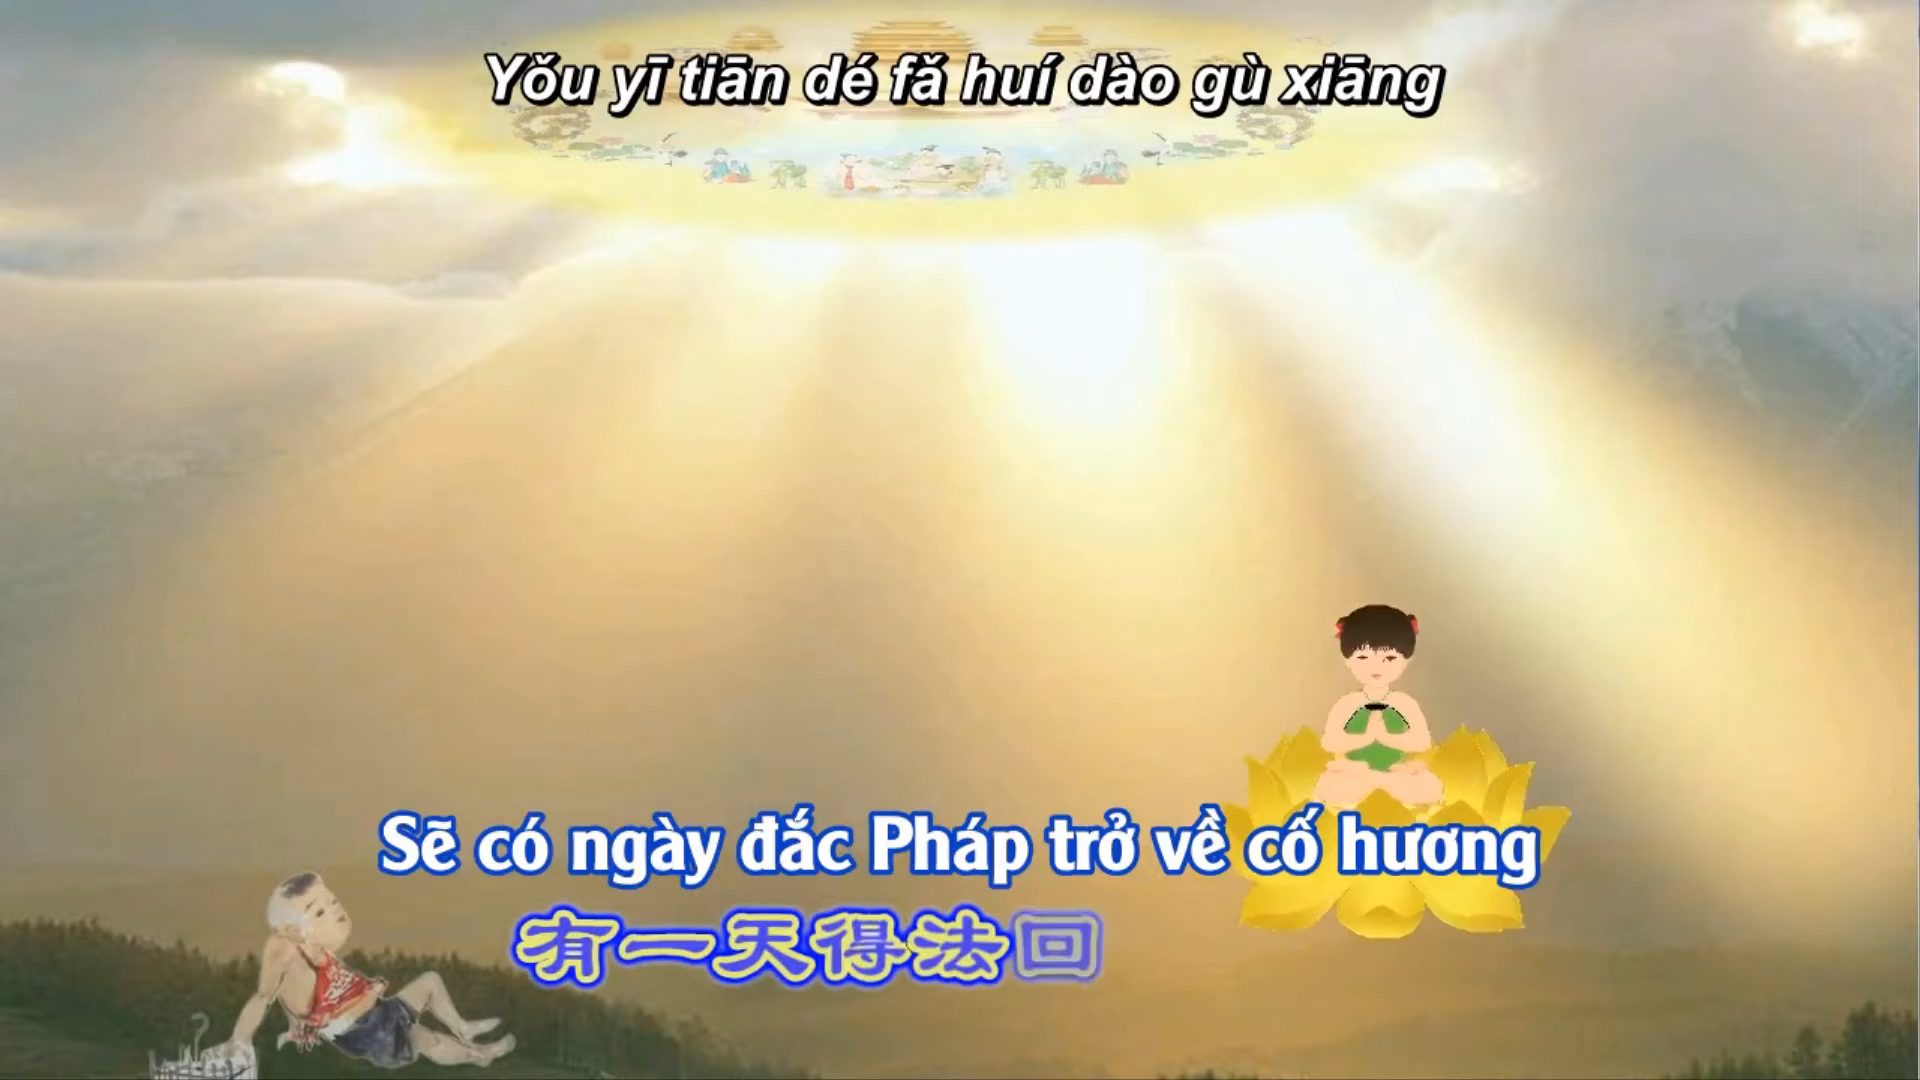 Yǒu yī tiān dé fǎ huí dào gù xiāng
Sẽ có ngày đắc Pháp trở về cố hương
有一天得法回